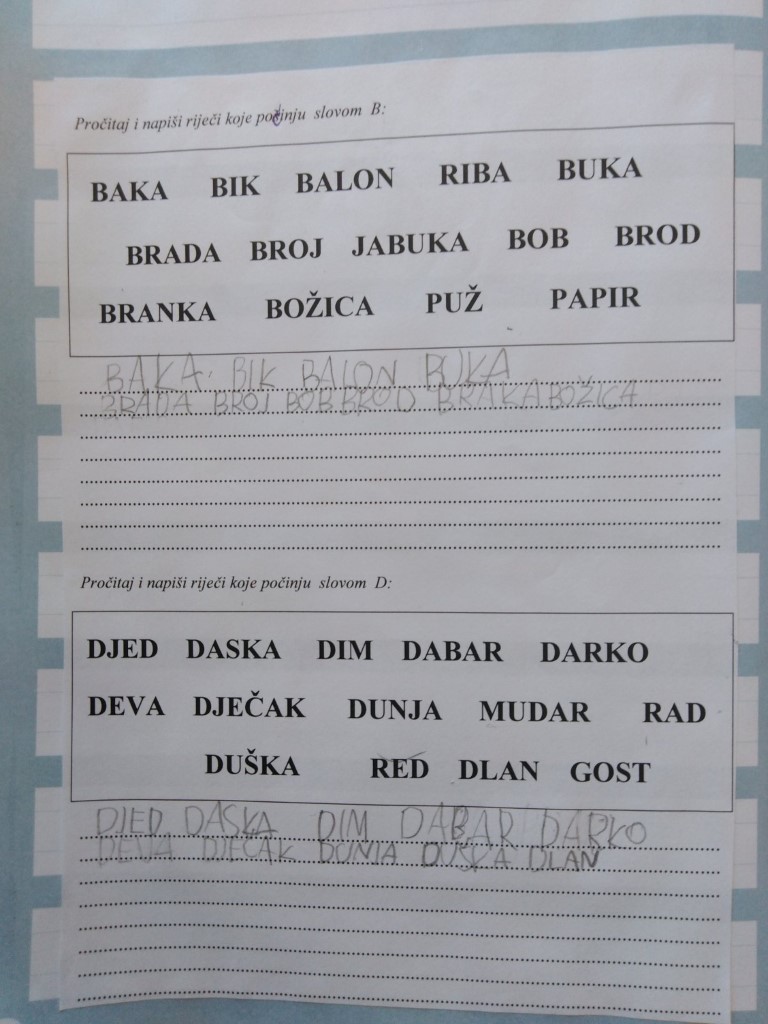 Pročitaj i napiši riječi koje počinju slovom B:
BAKA BIK BALON RIBA BUKA
BRADA BROJ JABUKA BOB BROD
BRANKA BOŽICA PUŽ PAPIR
BAKA. BIK BALON BUKA
BRADA BROJ BOB BROD BRAKA BOŽICA
Pročitaj i napiši riječi koje počinju slovom D:
DJED DASKA DIM DABAR DARKO
DEVA DJEČAK DUNJA MUDAR RAD
DUŠKA RED DLAN GOST
DJED DASKA DIM DABAR DARKO
DEVA DJEČAK DUNJA DUŠKA DLAN